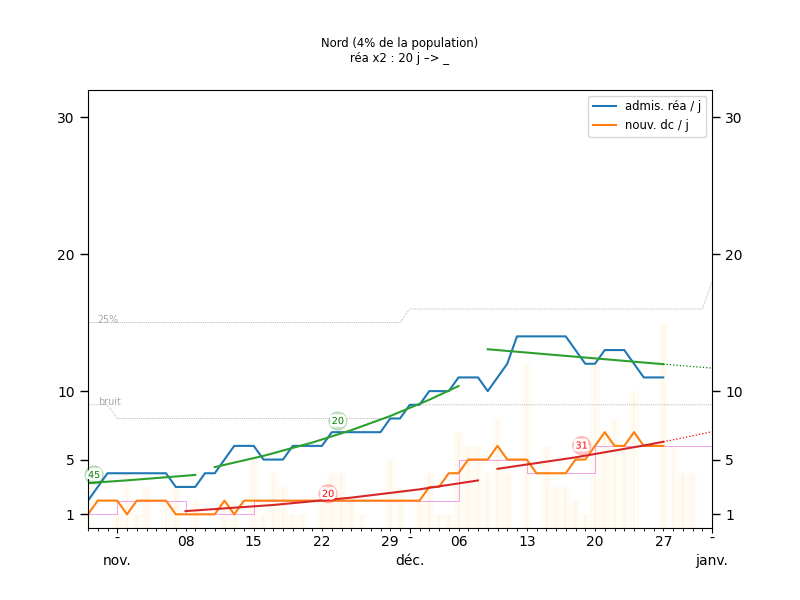 Nord (4% de la population)
réa x2 : 20 j −> _
admis. réa / j
nouv. dc / j
30
30
20
20
25%
bruit
10
10
20
45
31
20
5
5
1
1
- 08 15 22 29 - 06 13 20 27 -
nov. déc. janv.